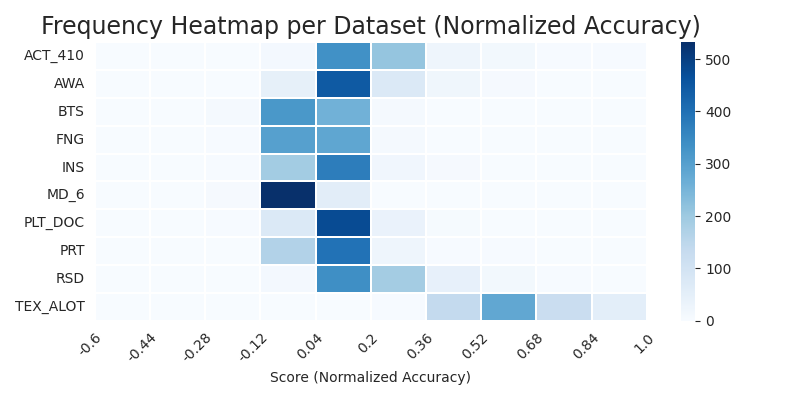 Frequency Heatmap per Dataset (Normalized Accuracy)
ACT_410
AWA
BTS
FNG
INS
MD_6
PLT_DOC
PRT
RSD
TEX_ALOT
-0.6
-0.44
-0.28
-0.12
0.04
0.2
0.36
0.52
0.68
0.84
1.0
Score (Normalized Accuracy)
500
400
300
200
100
0